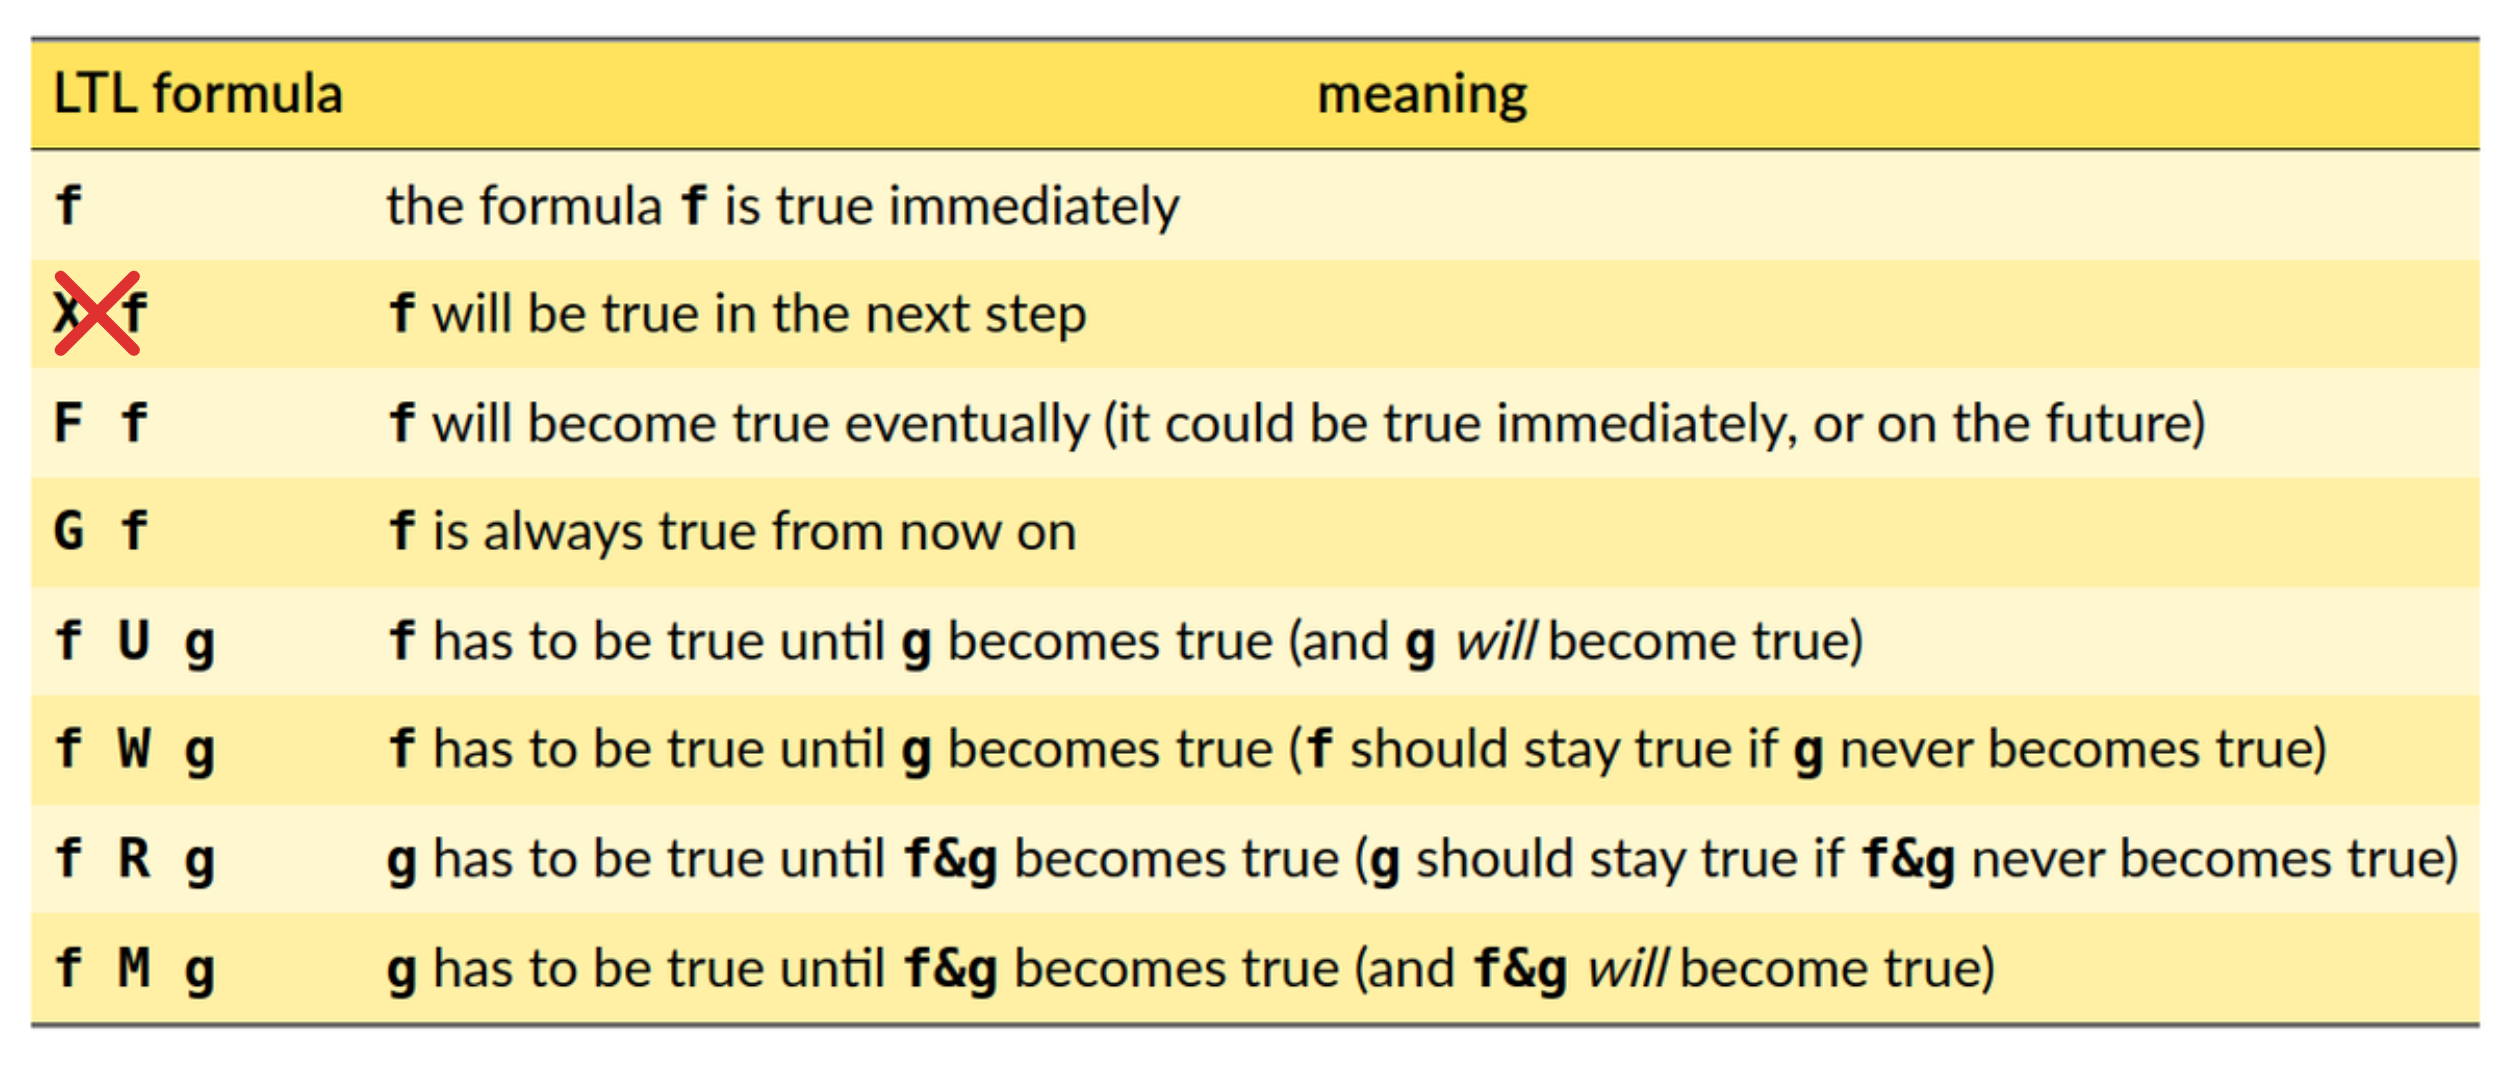 LTL formula meaning
f the formula f is true immediately
X f f will be true in the next step
F f f will become true eventually (it could be true immediately, or on the future)
G f f is always true from now on
f U g f has to be true until g becomes true (and g will become true)
f W g f has to be true until g becomes true (f should stay true if g never becomes true)
f R g g has to be true until f&g becomes true (g should stay true if f&g never becomes true)
f M g g has to be true until f&g becomes true (and f&g will become true)